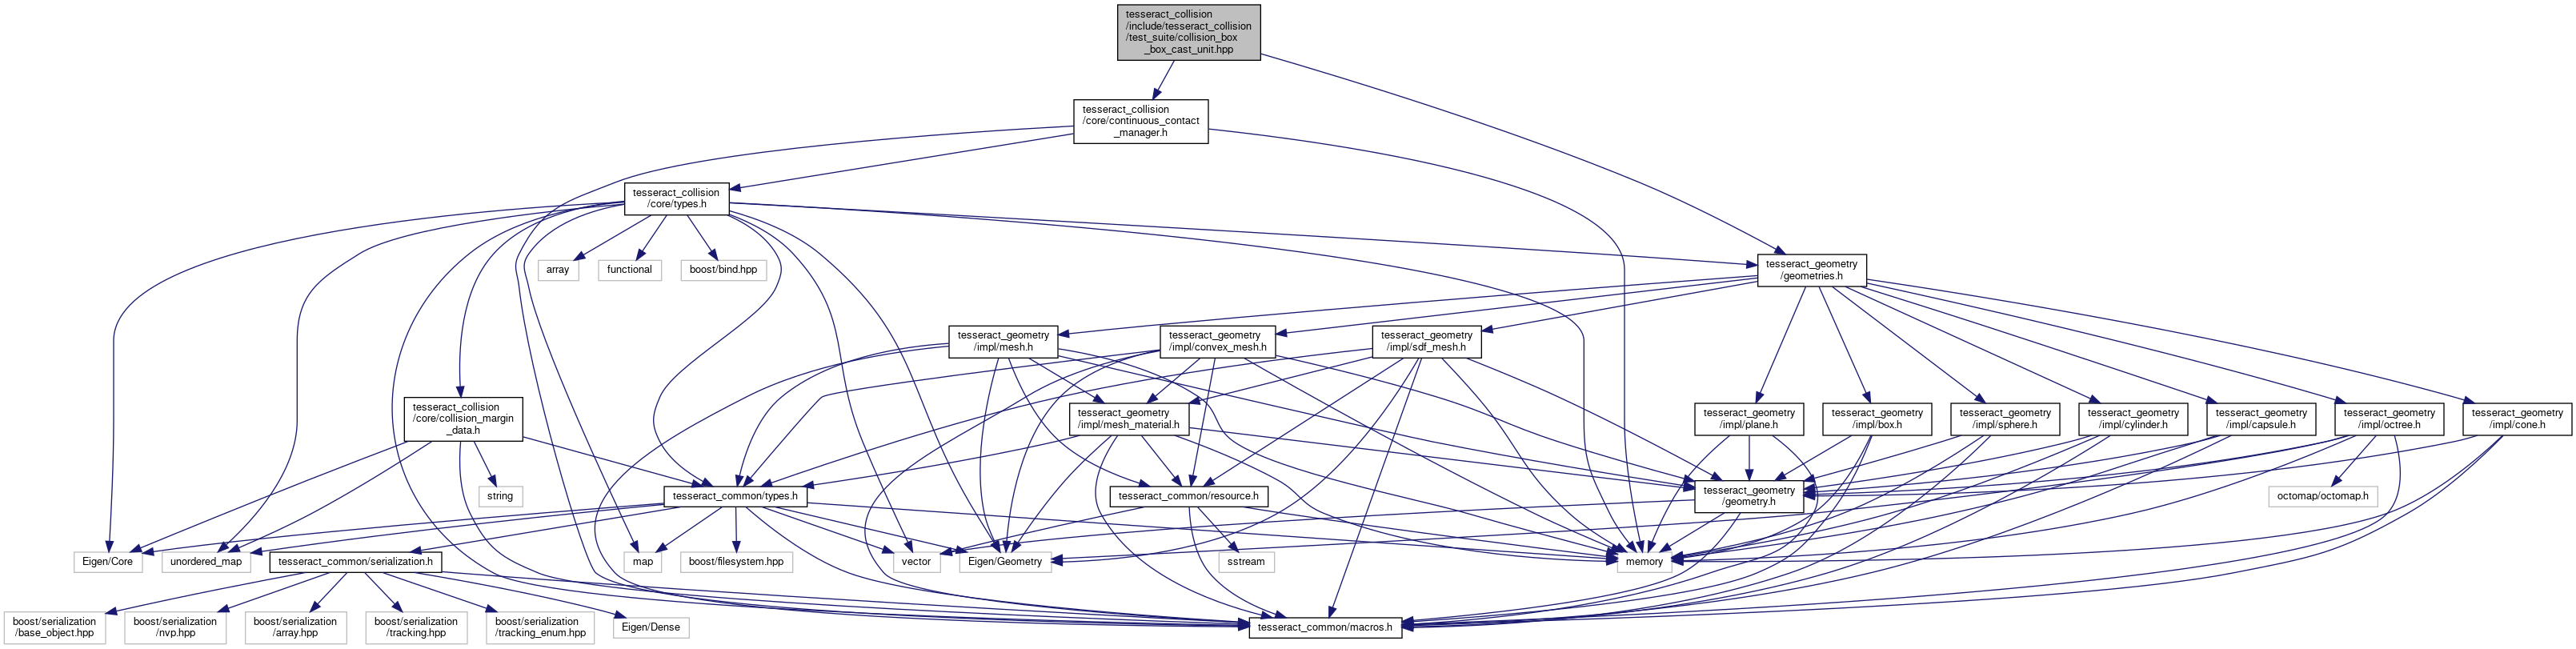 tesseract_collision
/include/tesseract_collision
/test_suite/collision_box
_box_cast_unit.hpp
tesseract_collision
/core/continuous_contact
_manager.h
tesseract_collision
/core/types.h
array
functional
boost/bind.hpp
tesseract_geometry
/geometries.h
tesseract_geometry
/impl/mesh.h
tesseract_geometry
/impl/convex_mesh.h
tesseract_geometry
/impl/sdf_mesh.h
tesseract_collision
/core/collision_margin
_data.h
tesseract_geometry
/impl/mesh_material.h
tesseract_geometry
/impl/plane.h
tesseract_geometry
/impl/box.h
tesseract_geometry
/impl/sphere.h
tesseract_geometry
/impl/cylinder.h
tesseract_geometry
/impl/capsule.h
tesseract_geometry
/impl/octree.h
tesseract_geometry
/impl/cone.h
string
tesseract_common/types.h
tesseract_common/resource.h
tesseract_geometry
/geometry.h
octomap/octomap.h
Eigen/Core
unordered_map
tesseract_common/serialization.h
map
boost/filesystem.hpp
vector
Eigen/Geometry
sstream
memory
boost/serialization
/base_object.hpp
boost/serialization
/nvp.hpp
boost/serialization
/array.hpp
boost/serialization
/tracking.hpp
boost/serialization
/tracking_enum.hpp
Eigen/Dense
tesseract_common/macros.h